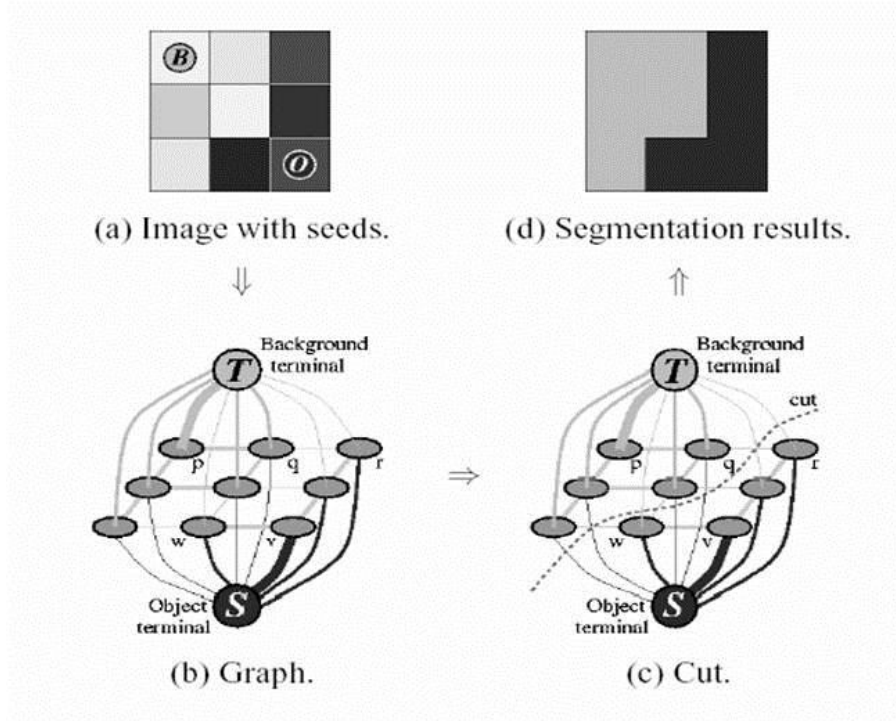 B
O
(a) Image with seeds.
(d) Segmentation results.
⇓
⇑
Background
terminal
T
p
q
r
w
v
S
Object
terminal
(b) Graph.
⇒
Background
terminal
T
cut
p
q
r
w
v
S
Object
terminal
(c) Cut.